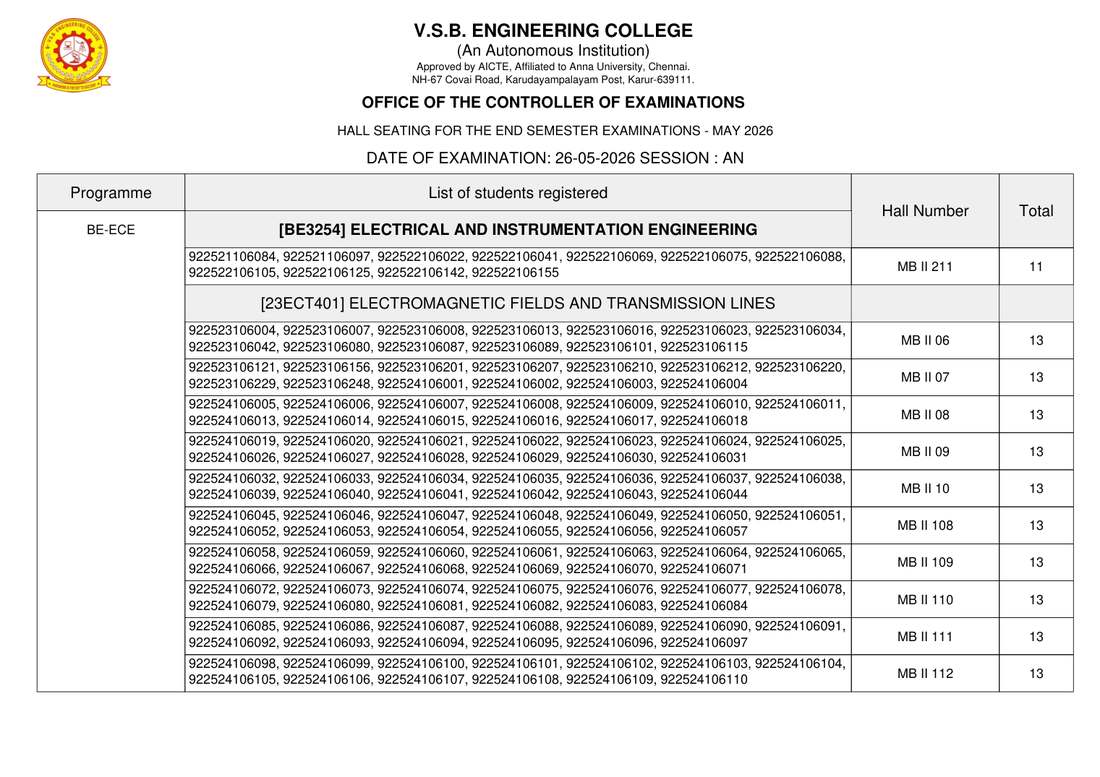 V.S.B. ENGINEERING COLLEGE
(An Autonomous Institution)
Approved by AICTE, Affiliated to Anna University, Chennai.
NH-67 Covai Road, Karudayampalayam Post, Karur-639111.
OFFICE OF THE CONTROLLER OF EXAMINATIONS
HALL SEATING FOR THE END SEMESTER EXAMINATIONS - MAY 2026
DATE OF EXAMINATION: 26-05-2026 SESSION : AN
Programme List of students registered Hall Number Total
BE-ECE [BE3254] ELECTRICAL AND INSTRUMENTATION ENGINEERING
922521106084, 922521106097, 922522106022, 922522106041, 922522106069, 922522106075, 922522106088,
922522106105, 922522106125, 922522106142, 922522106155 MB II 211 11
[23ECT401] ELECTROMAGNETIC FIELDS AND TRANSMISSION LINES
922523106004, 922523106007, 922523106008, 922523106013, 922523106016, 922523106023, 922523106034,
922523106042, 922523106080, 922523106087, 922523106089, 922523106101, 922523106115 MB II 06 13
922523106121, 922523106156, 922523106201, 922523106207, 922523106210, 922523106212, 922523106220,
922523106229, 922523106248, 922524106001, 922524106002, 922524106003, 922524106004 MB II 07 13
922524106005, 922524106006, 922524106007, 922524106008, 922524106009, 922524106010, 922524106011,
922524106013, 922524106014, 922524106015, 922524106016, 922524106017, 922524106018 MB II 08 13
922524106019, 922524106020, 922524106021, 922524106022, 922524106023, 922524106024, 922524106025,
922524106026, 922524106027, 922524106028, 922524106029, 922524106030, 922524106031 MB II 09 13
922524106032, 922524106033, 922524106034, 922524106035, 922524106036, 922524106037, 922524106038,
922524106039, 922524106040, 922524106041, 922524106042, 922524106043, 922524106044 MB II 10 13
922524106045, 922524106046, 922524106047, 922524106048, 922524106049, 922524106050, 922524106051,
922524106052, 922524106053, 922524106054, 922524106055, 922524106056, 922524106057 MB II 108 13
922524106058, 922524106059, 922524106060, 922524106061, 922524106063, 922524106064, 922524106065,
922524106066, 922524106067, 922524106068, 922524106069, 922524106070, 922524106071 MB II 109 13
922524106072, 922524106073, 922524106074, 922524106075, 922524106076, 922524106077, 922524106078,
922524106079, 922524106080, 922524106081, 922524106082, 922524106083, 922524106084 MB II 110 13
922524106085, 922524106086, 922524106087, 922524106088, 922524106089, 922524106090, 922524106091,
922524106092, 922524106093, 922524106094, 922524106095, 922524106096, 922524106097 MB II 111 13
922524106098, 922524106099, 922524106100, 922524106101, 922524106102, 922524106103, 922524106104,
922524106105, 922524106106, 922524106107, 922524106108, 922524106109, 922524106110 MB II 112 13